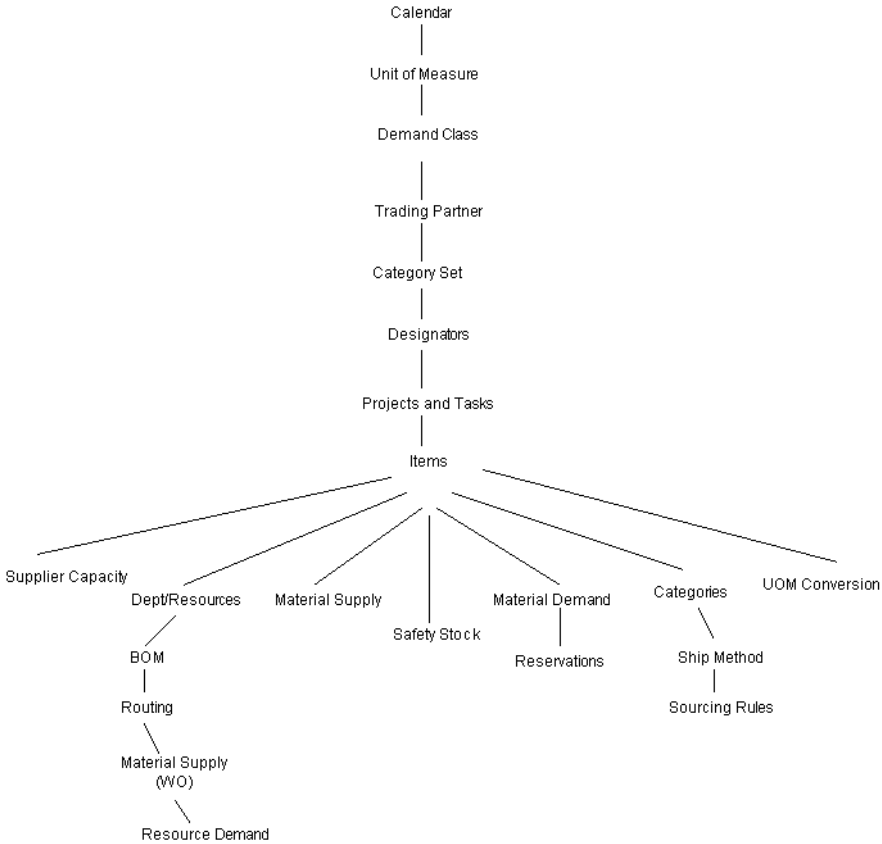 Calendar
Unit of Measure
Demand Class
Trading Partner
Category Set
Designators
Projects and Tasks
Items
Supplier Capacity
Dept/Resources
Material Supply
Safety Stock
Material Demand
Categories
UOM Conversion
BOM
Reservations
Ship Method
Routing
Sourcing Rules
Material Supply
(WO)
Resource Demand